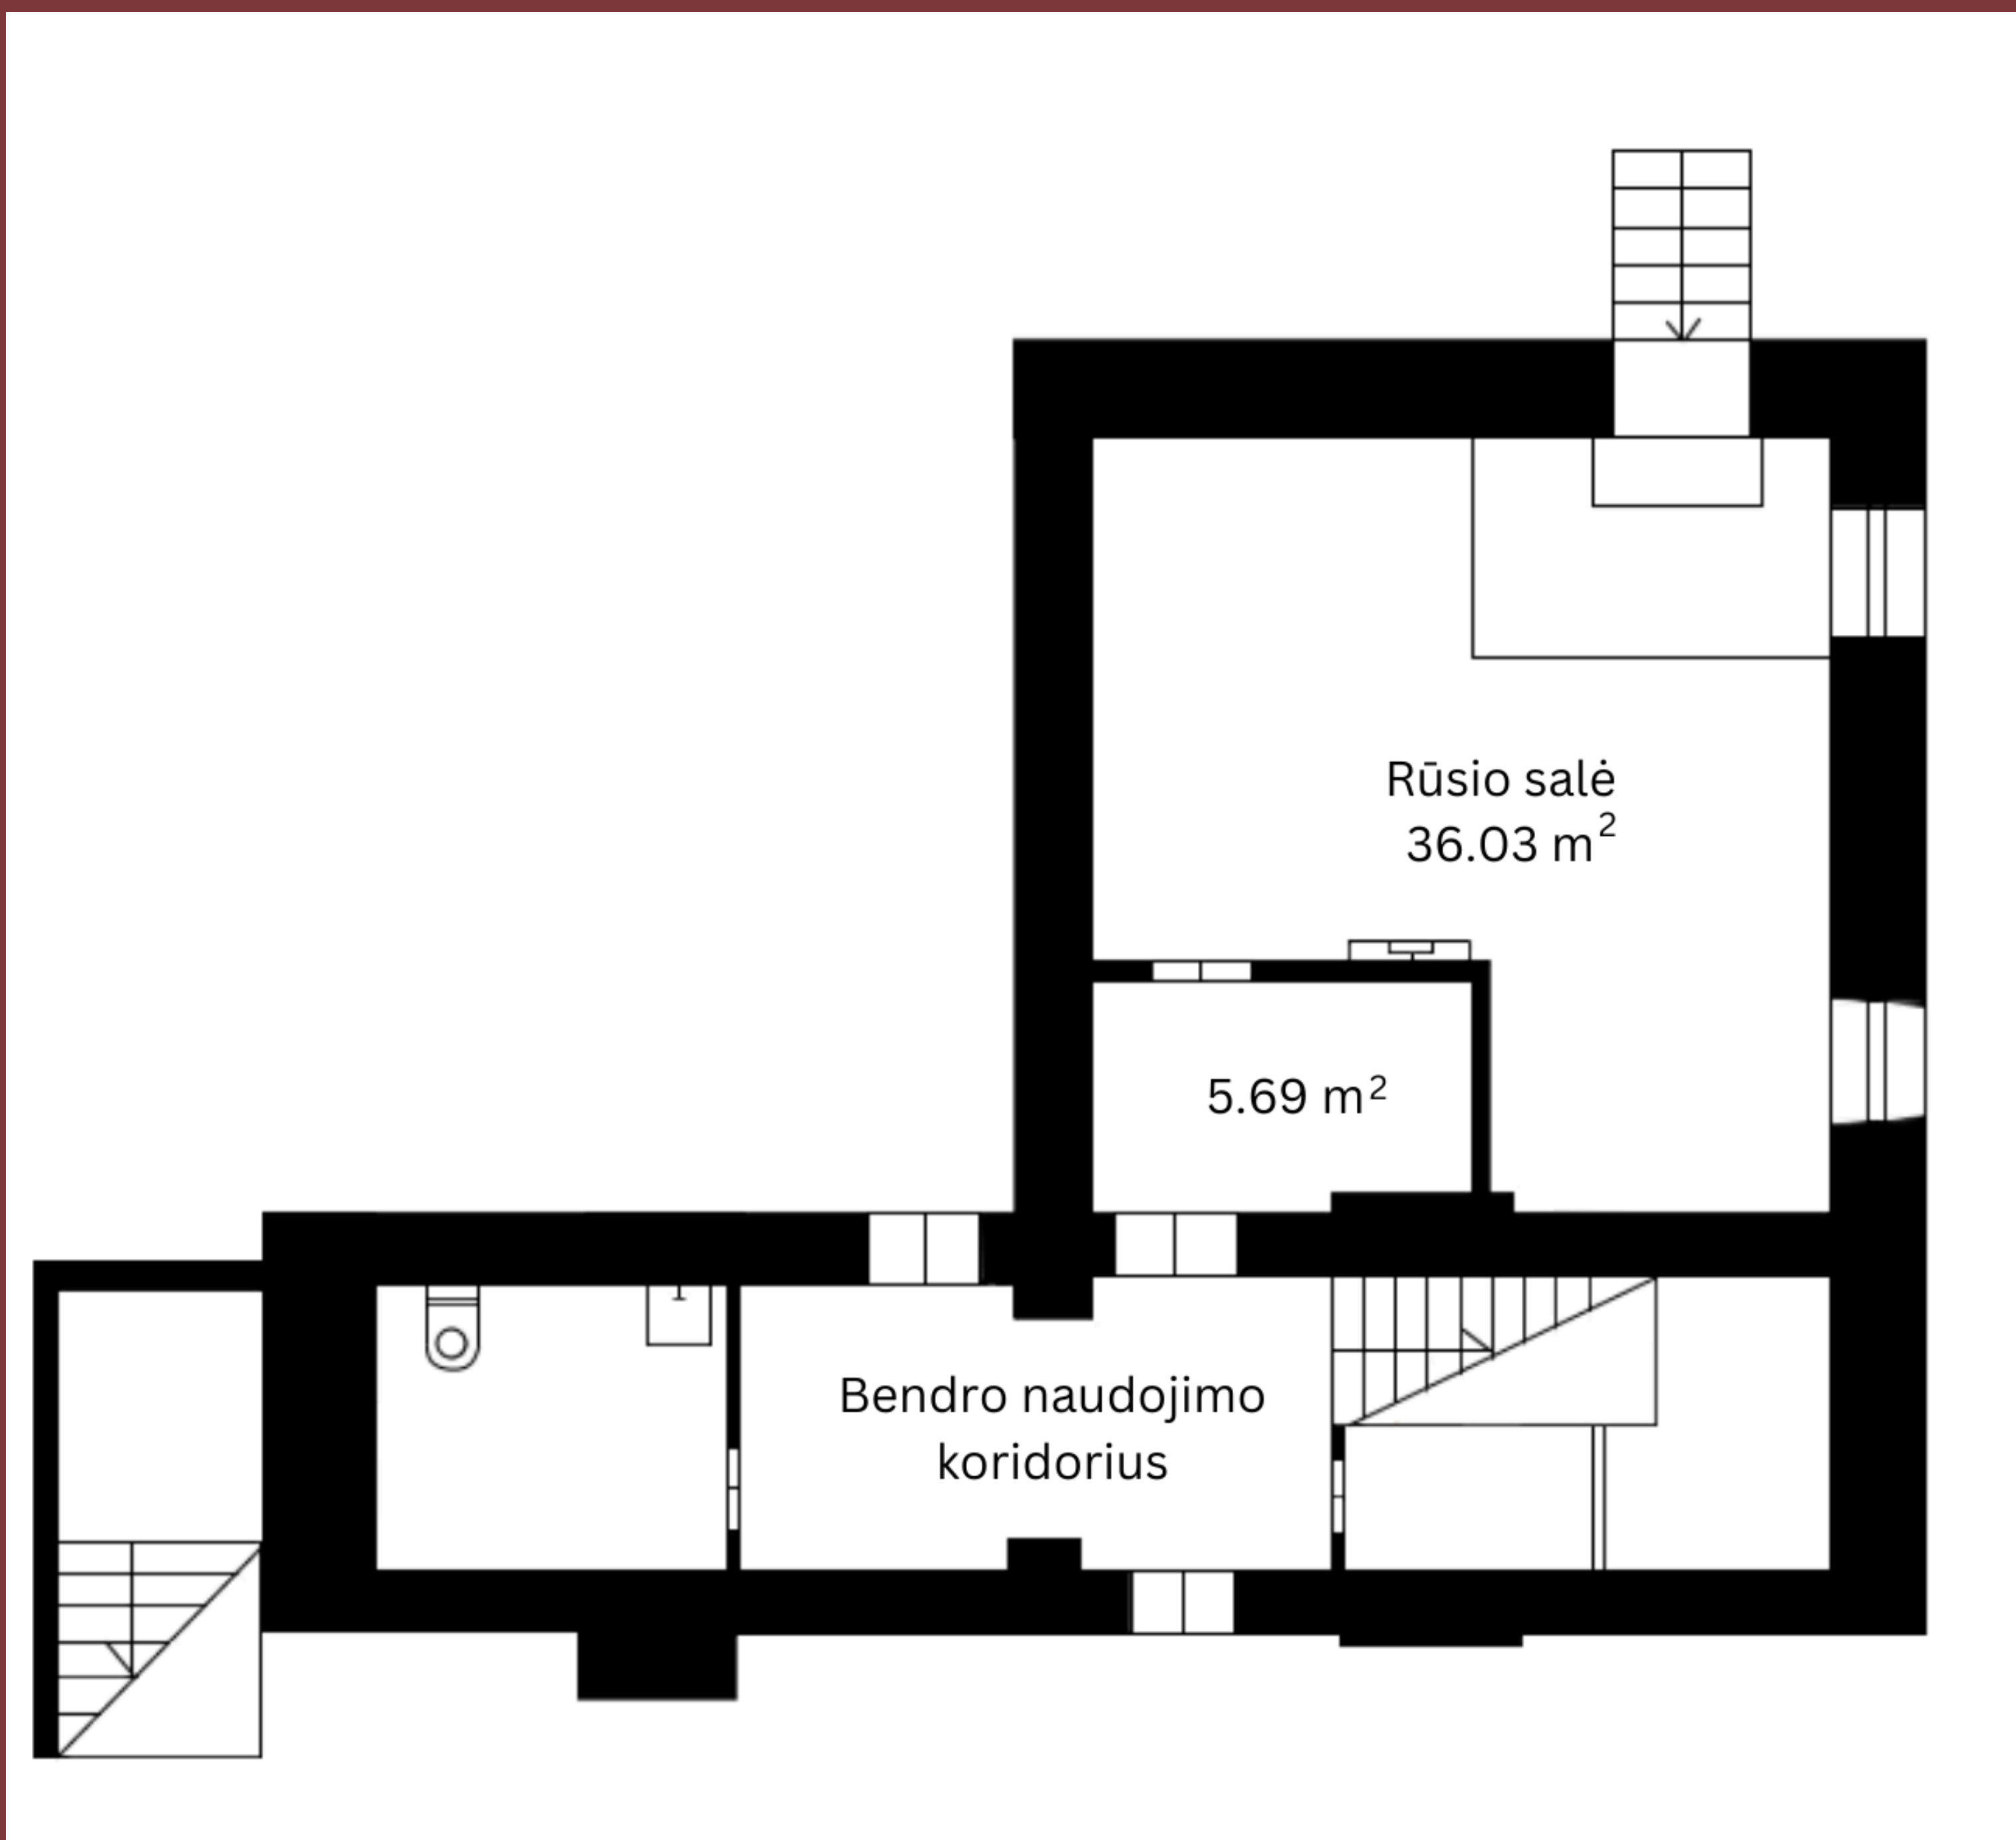 Rūsio salė
36.03 m²
5.69 m²
Bendro naudojimo
koridorius